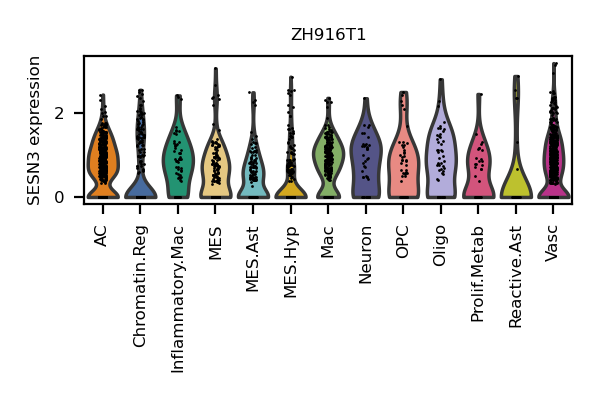 ZH916T1
SESN3 expression
2
0
AC
Chromatin.Reg
Inflammatory.Mac
MES
MES.Ast
MES.Hyp
Mac
Neuron
OPC
Oligo
Prolif.Metab
Reactive.Ast
Vasc